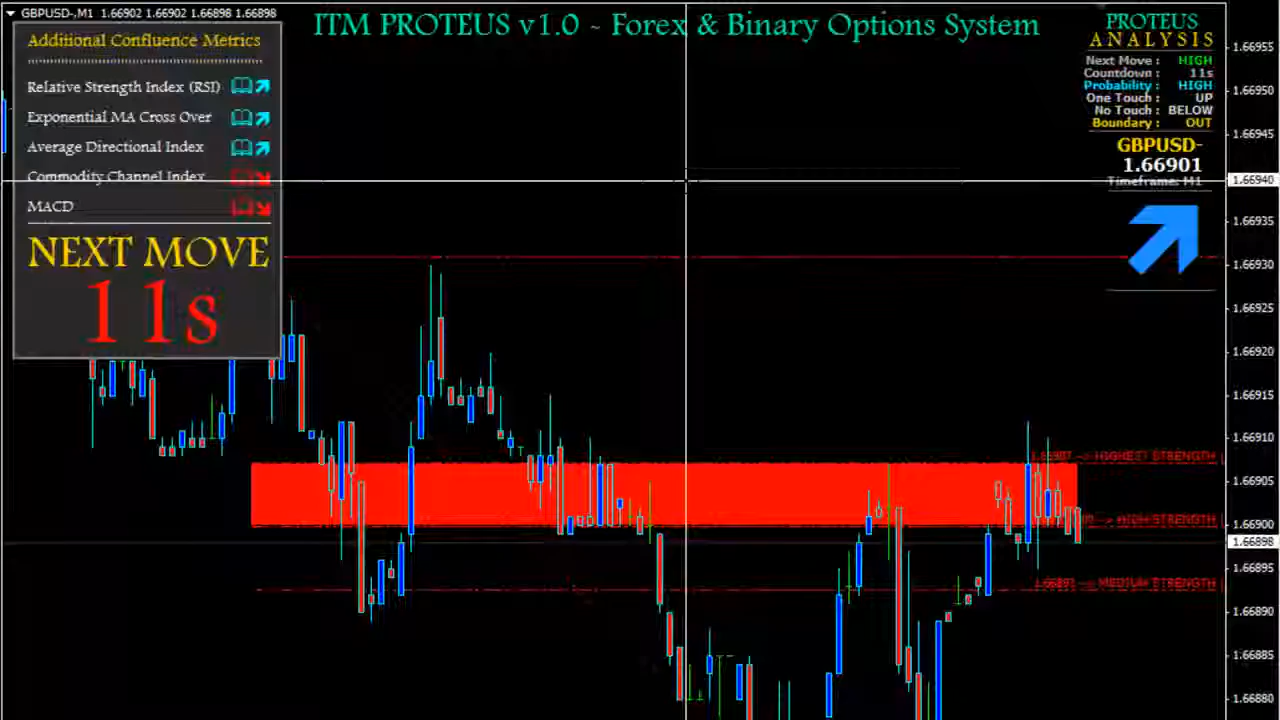 GBPUSD-,M1 1.66902 1.66902 1.66898 1.66898
ITM PROTEUS v1.0 ~ Forex & Binary Options System
Additional Confluence Metrics
Relative Strength Index (RSI)
Exponential MA Cross Over
Average Directional Index
Commodity Channel Index
MACD
NEXT MOVE
11s
PROTEUS
ANALYSIS
Next Move : HIGH
Countdown : 11s
Probability : HIGH
One Touch : UP
No Touch : BELOW
Boundary : OUT
GBPUSD-
1.66901
Timeframe: M1
1.66907 --> HIGHEST STRENGTH
--> HIGH STRENGTH
--> MEDIUM STRENGTH
1.66955
1.66950
1.66945
1.66940
1.66935
1.66930
1.66925
1.66920
1.66915
1.66910
1.66905
1.66900
1.66898
1.66895
1.66890
1.66885
1.66880